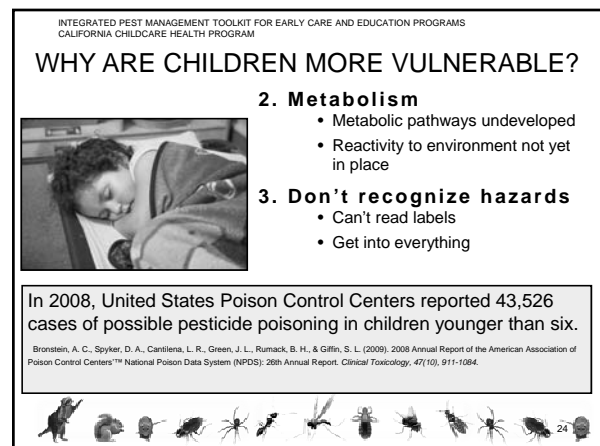 INTEGRATED PEST MANAGEMENT TOOLKIT FOR EARLY CARE AND EDUCATION PROGRAMS
CALIFORNIA CHILDCARE HEALTH PROGRAM
WHY ARE CHILDREN MORE VULNERABLE?
2. Metabolism
• Metabolic pathways undeveloped
• Reactivity to environment not yet
in place
3. Don't recognize hazards
• Can't read labels
• Get into everything
In 2008, United States Poison Control Centers reported 43,526
cases of possible pesticide poisoning in children younger than six.
Bronstein, A. C., Spyker, D. A., Cantilena, L. R., Green, J. L., Rumack, B. H., & Giffin, S. L. (2009). 2008 Annual Report of the American Association of
Poison Control Centers'™ National Poison Data System (NPDS): 26th Annual Report. Clinical Toxicology, 47(10), 911-1084.
24